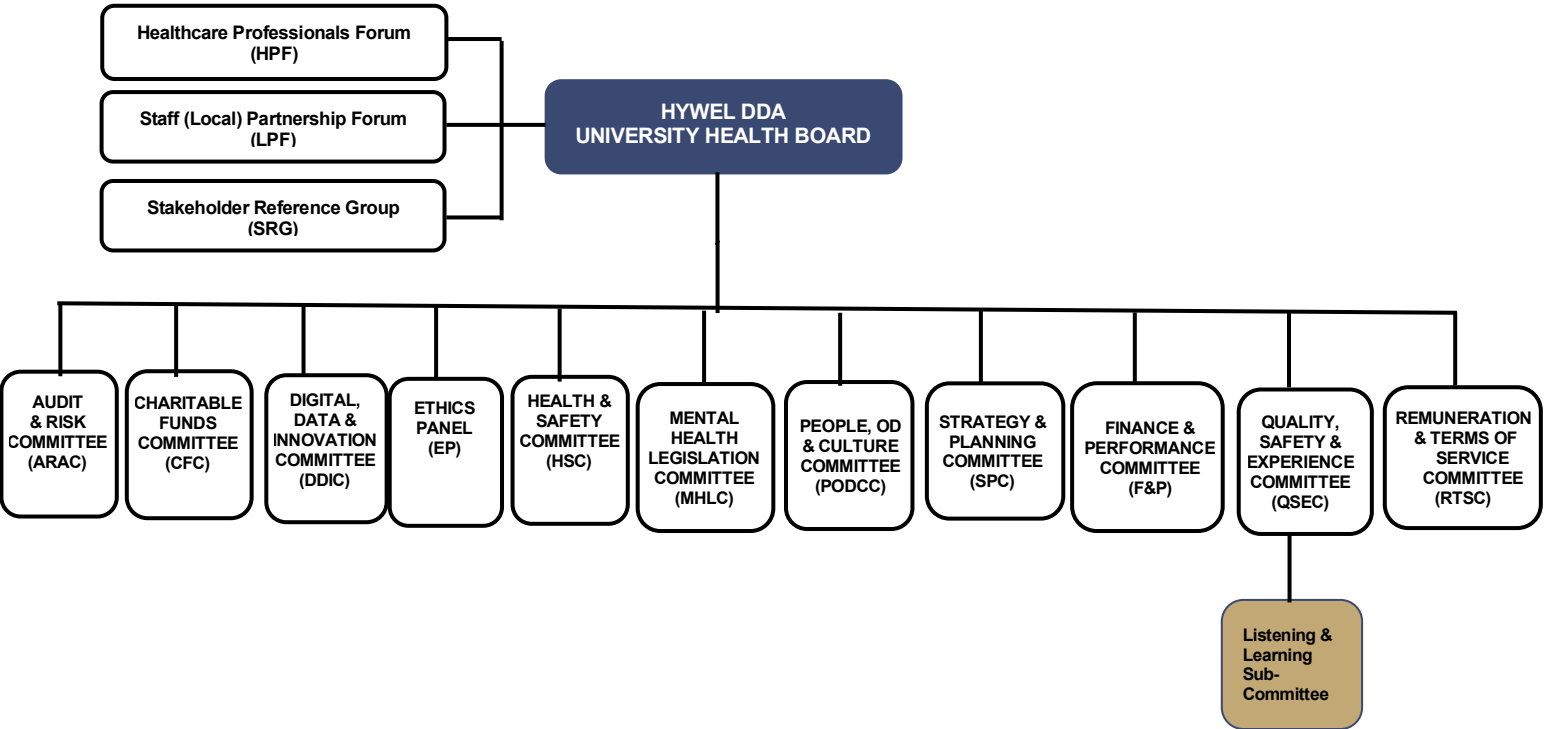 Healthcare Professionals Forum
(HPF)
HYWEL DDA
UNIVERSITY HEALTH BOARD
Staff (Local) Partnership Forum
(LPF)
Stakeholder Reference Group
(SRG)
AUDIT
& RISK
COMMITTEE
(ARAC)
CHARITABLE
FUNDS
COMMITTEE
(CFC)
DIGITAL,
DATA &
INNOVATION
COMMITTEE
(DDIC)
ETHICS
PANEL
(EP)
HEALTH &
SAFETY
COMMITTEE
(HSC)
MENTAL
HEALTH
LEGISLATION
COMMITTEE
(MHLC)
PEOPLE, OD
& CULTURE
COMMITTEE
(PODCC)
STRATEGY &
PLANNING
COMMITTEE
(SPC)
FINANCE &
PERFORMANCE
COMMITTEE
(F&P)
QUALITY,
SAFETY &
EXPERIENCE
COMMITTEE
(QSEC)
REMUNERATION
& TERMS OF
SERVICE
COMMITTEE
(RTSC)
Listening &
Learning
Sub-
Committee